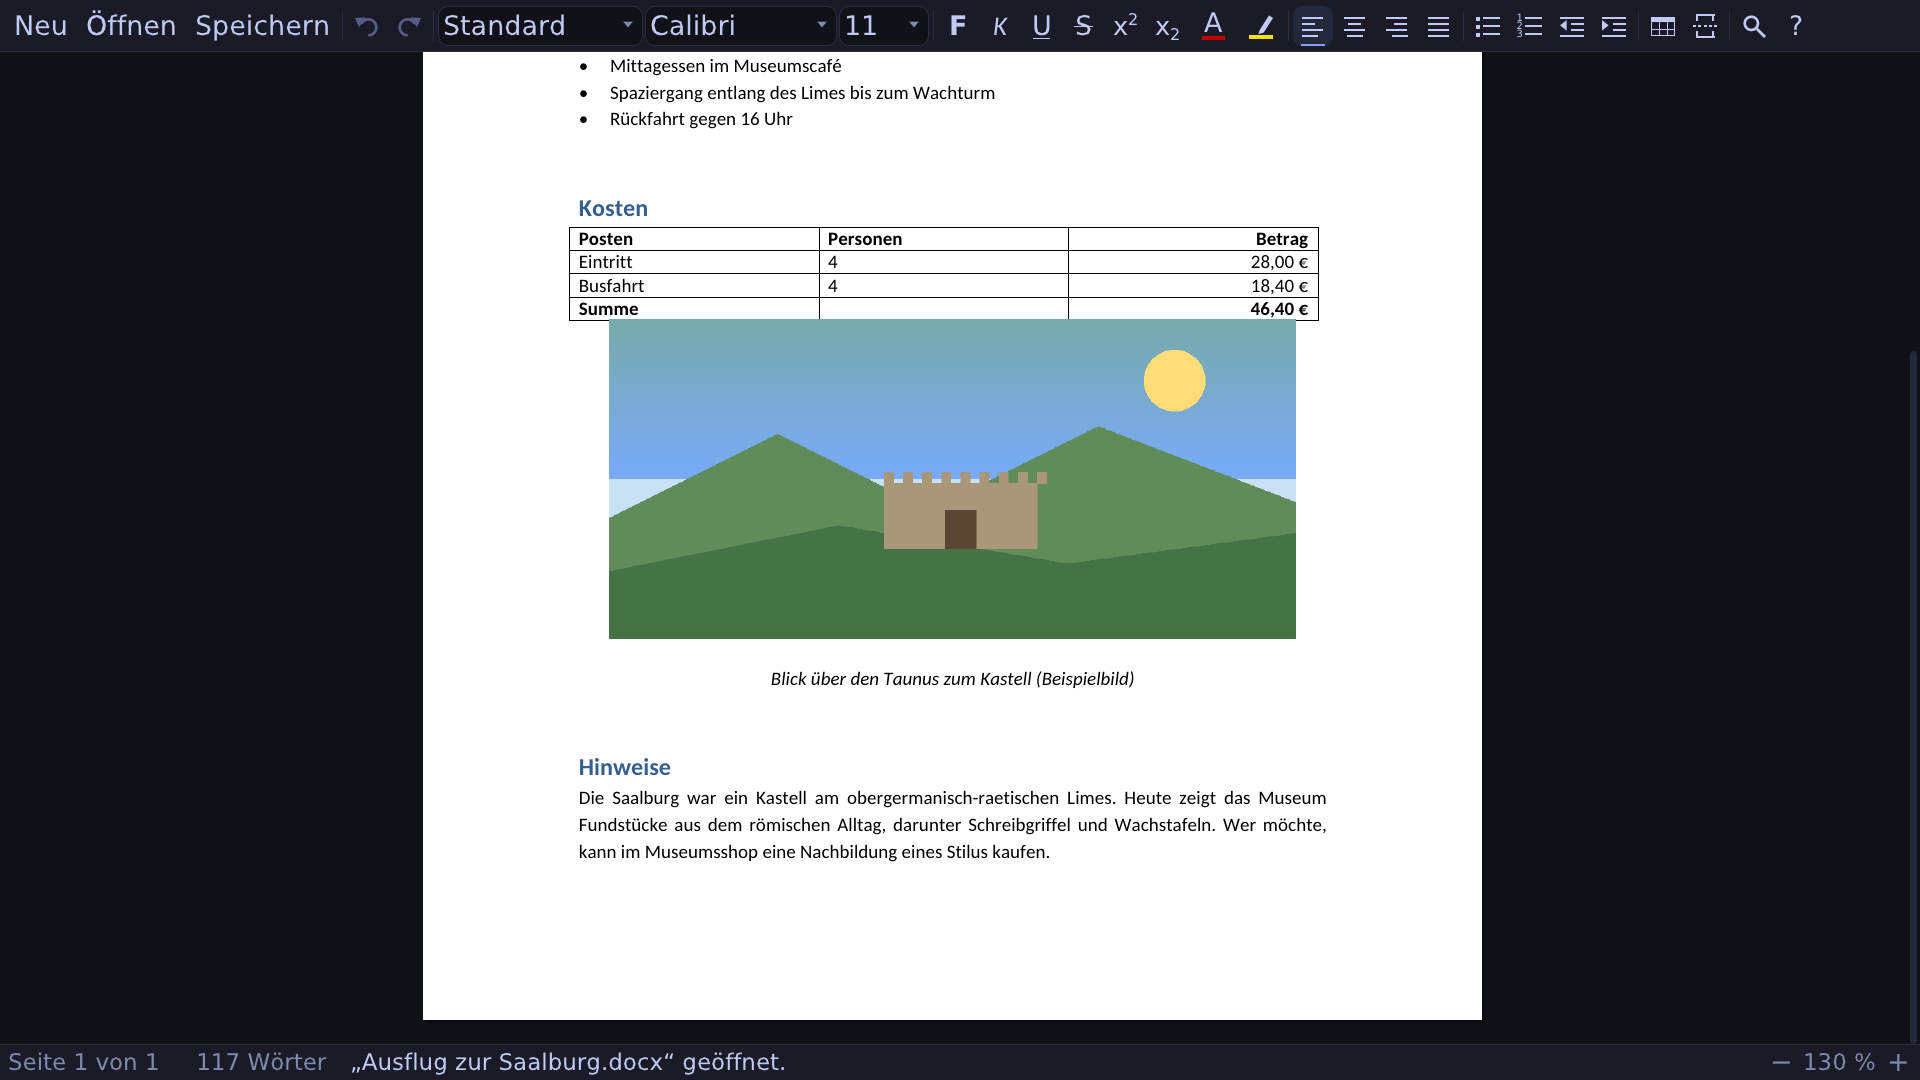 Neu Öffnen Speichern Standard Calibri 11 F K U S x² x₂ A ?
• Mittagessen im Museumscafé
• Spaziergang entlang des Limes bis zum Wachturm
• Rückfahrt gegen 16 Uhr
Kosten
Posten Personen Betrag
Eintritt 4 28,00 €
Busfahrt 4 18,40 €
Summe 46,40 €
Blick über den Taunus zum Kastell (Beispielbild)
Hinweise
Die Saalburg war ein Kastell am obergermanisch-raetischen Limes. Heute zeigt das Museum
Fundstücke aus dem römischen Alltag, darunter Schreibgriffel und Wachstafeln. Wer möchte,
kann im Museumsshop eine Nachbildung eines Stilus kaufen.
Seite 1 von 1 117 Wörter „Ausflug zur Saalburg.docx“ geöffnet. — 130 % +